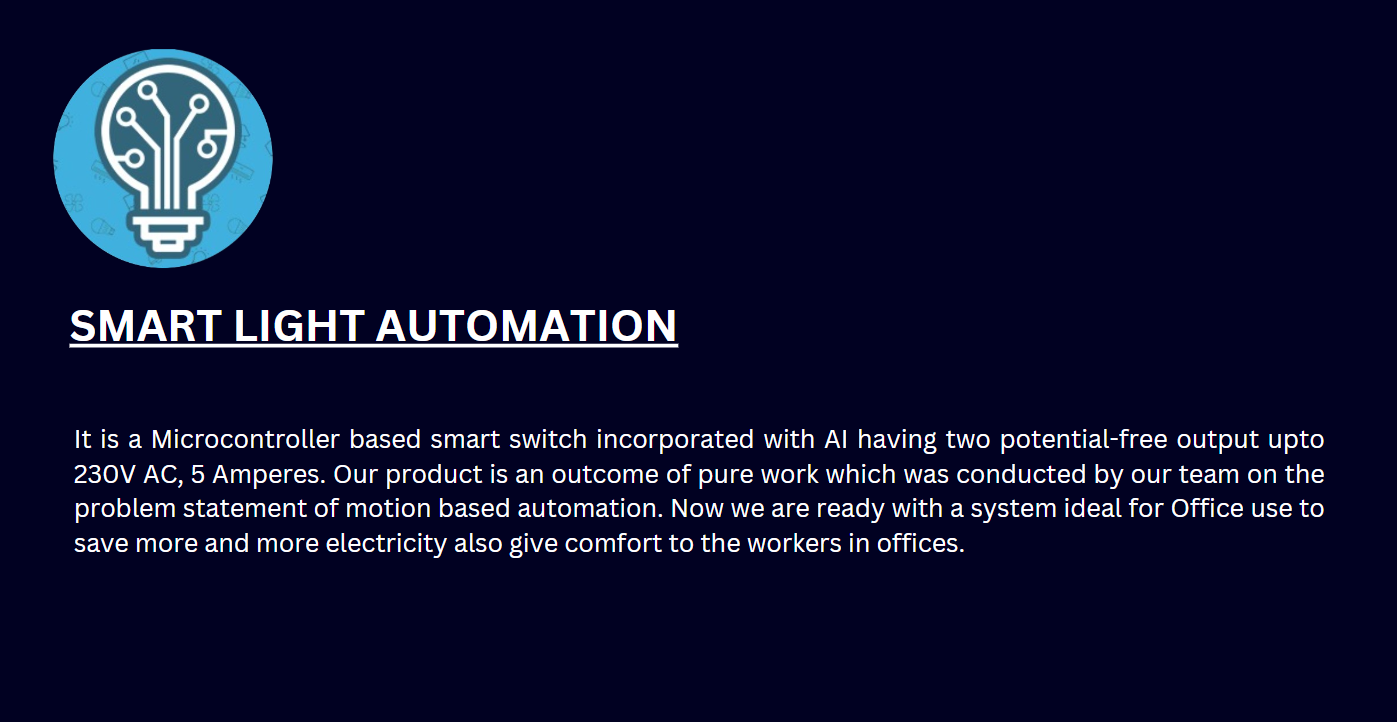 SMART LIGHT AUTOMATION
It is a Microcontroller based smart switch incorporated with AI having two potential-free output upto
230V AC, 5 Amperes. Our product is an outcome of pure work which was conducted by our team on the
problem statement of motion based automation. Now we are ready with a system ideal for Office use to
save more and more electricity also give comfort to the workers in offices.